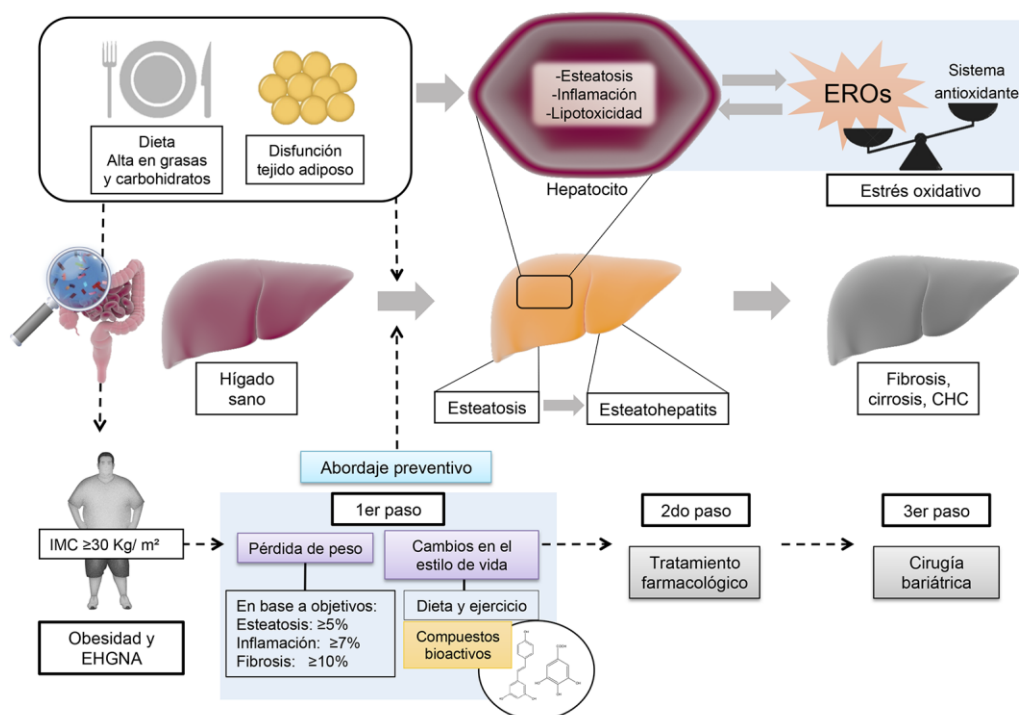 Dieta
Alta en grasas
y carbohidratos
Disfunción
tejido adiposo
-Esteatosis
-Inflamación
-Lipotoxicidad
Hepatocito
EROs
Sistema
antioxidante
Estrés oxidativo
Hígado
sano
Esteatosis
Esteatohepatits
Fibrosis,
cirrosis, CHC
Abordaje preventivo
IMC ≥30 Kg/ m²
Obesidad y
EHGNA
1er paso
Pérdida de peso
En base a objetivos:
Esteatosis: ≥5%
Inflamación: ≥7%
Fibrosis: ≥10%
Cambios en el
estilo de vida
Dieta y ejercicio
Compuestos
bioactivos
2do paso
Tratamiento
farmacológico
3er paso
Cirugía
bariátrica